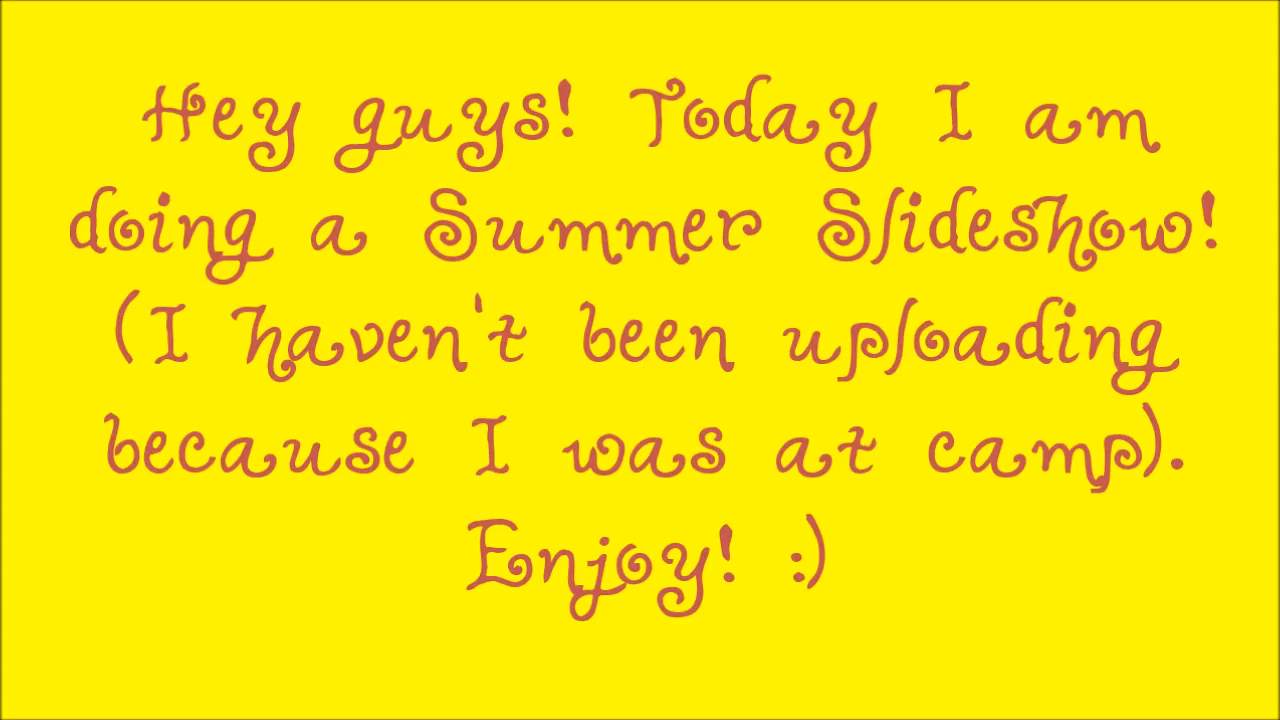 Hey guys! Today I am
doing a Summer Slideshow!
(I haven't been uploading
because I was at camp).
Enjoy! :)